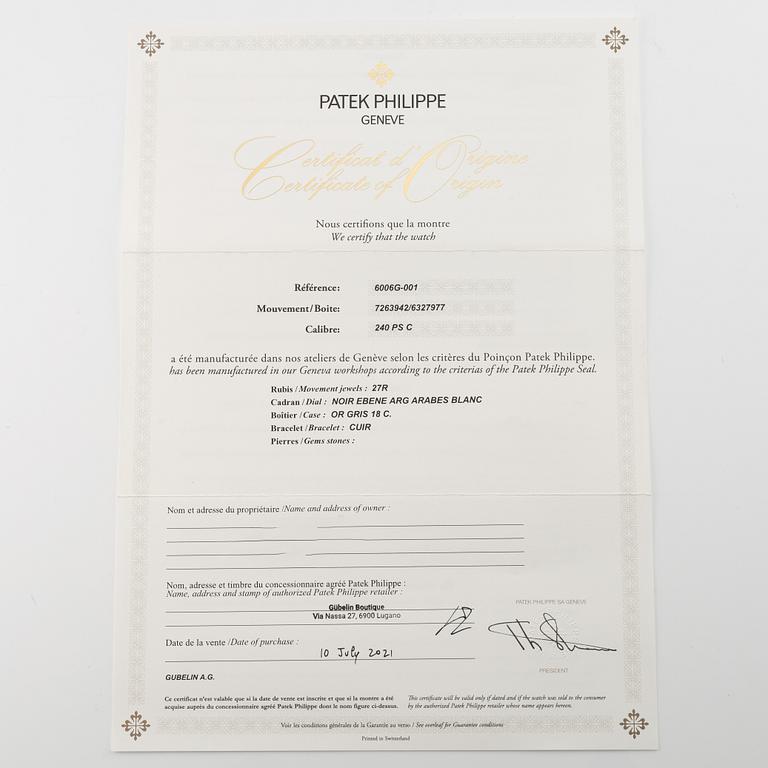 PATEK PHILIPPE
GENEVE
Certificat d'Origine
Certificate of Origin
Nous certifions que la montre
We certify that the watch
Référence: 6006G-001
Mouvement/Boite: 7263942/6327977
Calibre: 240 PS C
a été manufacturée dans nos ateliers de Genève selon les critères du Poinçon Patek Philippe.
has been manufactured in our Geneva workshops according to the criterias of the Patek Philippe Seal.
Rubis / Movement jewels : 27R
Cadran / Dial : NOIR EBENE ARG ARABES BLANC
Boîtier / Case : OR GRIS 18 C.
Bracelet / Bracelet : CUIR
Pierres / Gems stones :
Nom et adresse du propriétaire / Name and address of owner :
Nom, adresse et timbre du concessionnaire agréé Patek Philippe :
Name, address and stamp of authorized Patek Philippe retailer :
PATEK PHILIPPE SA GENEVE
Gübelin Boutique
Via Nassa 27, 6900 Lugano
Date de la vente / Date of purchase :
10 July 2021
PRESIDENT
GUBELIN A.G.
Ce certificat n'est valable que si la date de vente est inscrite et que si la montre a été
acquise auprès du concessionnaire agréé Patek Philippe dont le nom figure ci-dessus.
This certificate will be valid only if dated and if the watch was sold to the consumer
by the authorized Patek Philippe retailer whose name appears hereon.
Voir les conditions générales de la Garantie au verso / See overleaf for Guarantee conditions
Printed in Switzerland